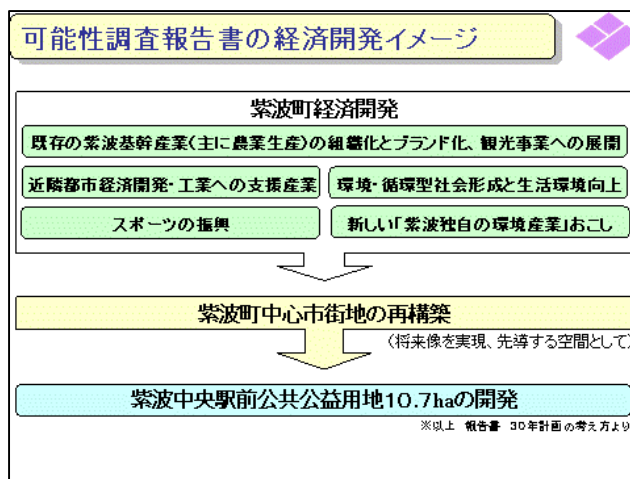 可能性調査報告書の経済開発イメージ
紫波町経済開発
既存の紫波基幹産業(主に農業生産)の組織化とブランド化、観光事業への展開
近隣都市経済開発・工業への支援産業
環境・循環型社会形成と生活環境向上
スポーツの振興
新しい「紫波独自の環境産業」おこし
紫波町中心市街地の再構築
(将来像を実現、先導する空間として)
紫波中央駅前公共公益用地10.7haの開発
※以上 報告書 30年計画の考え方より